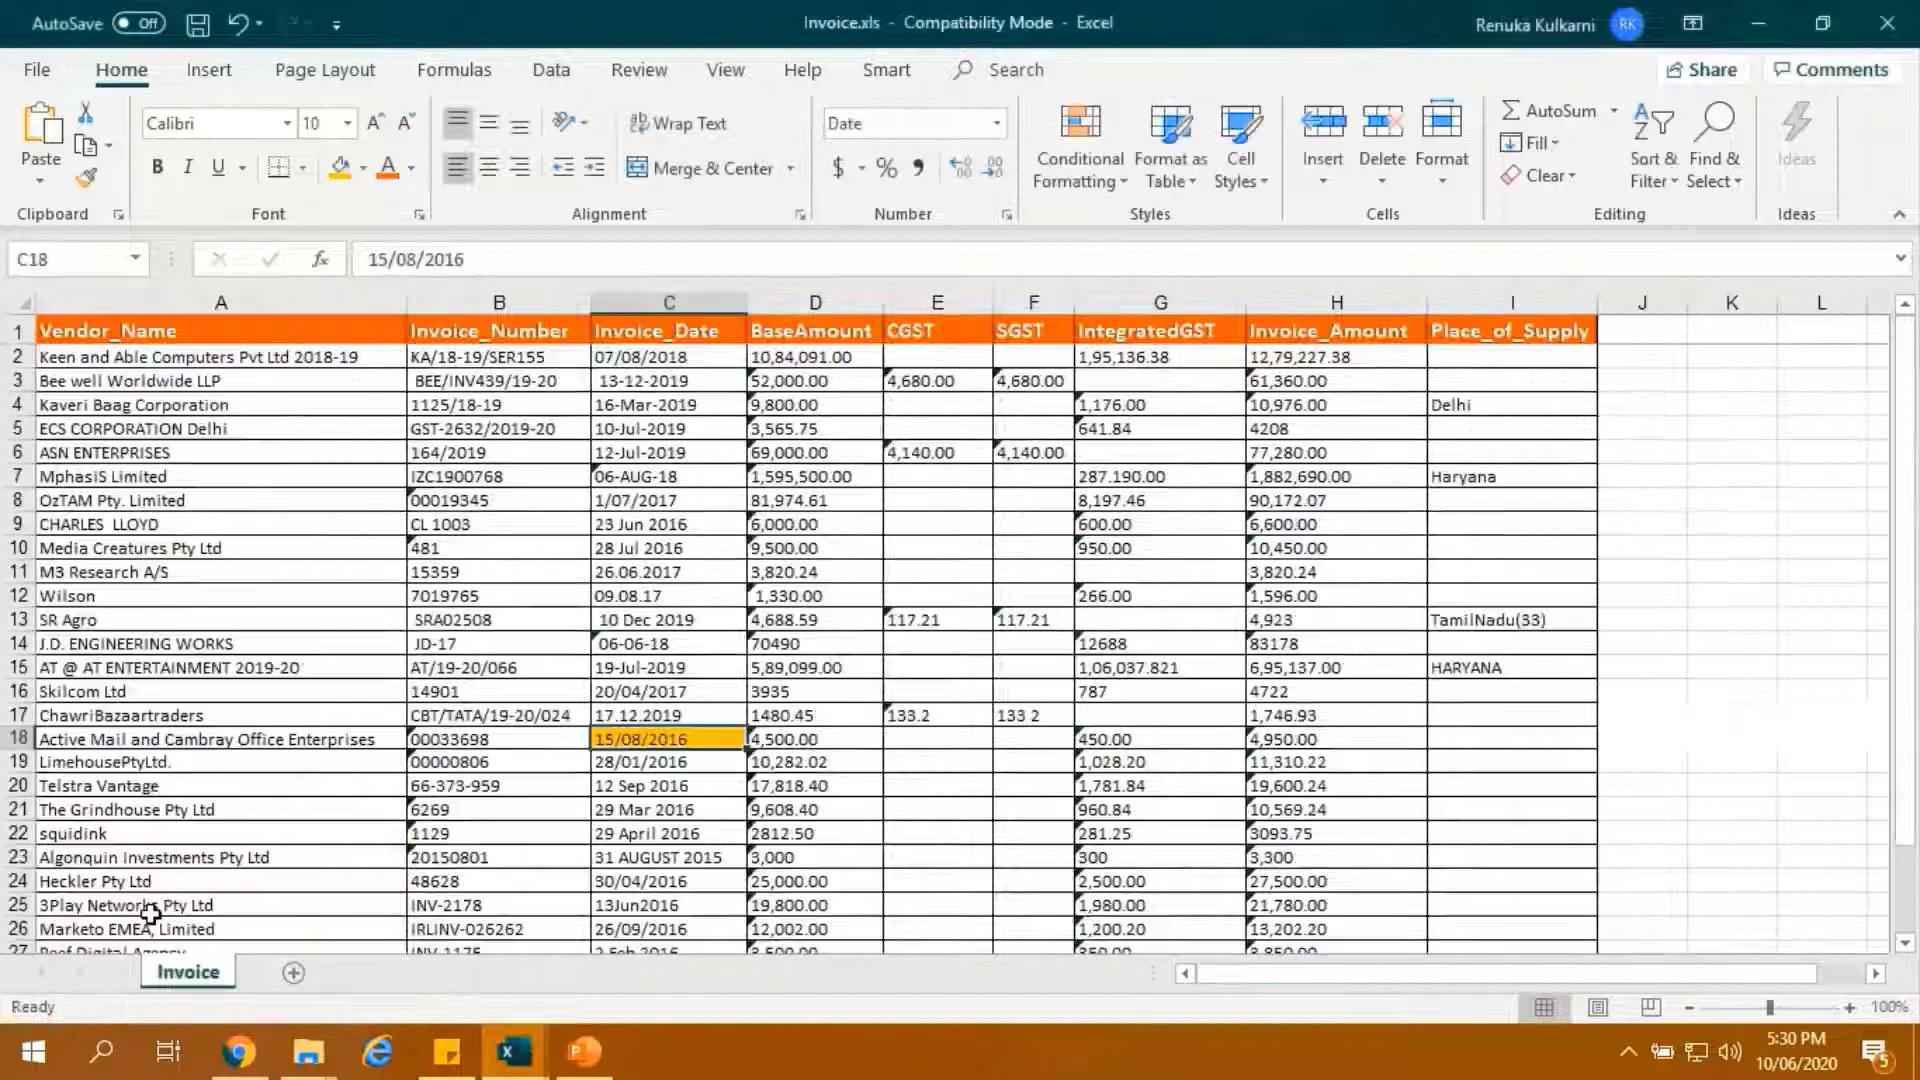 AutoSave Off Invoice.xls - Compatibility Mode - Excel Renuka Kulkarni RK
File Home Insert Page Layout Formulas Data Review View Help Smart Search Share Comments
Calibri 10 Wrap Text Date AutoSum
Paste Merge & Center $ % Conditional Formatting Format as Table Cell Styles Insert Delete Format Fill Clear Sort & Filter Find & Select Ideas
Clipboard Font Alignment Number Styles Cells Editing Ideas
C18 fx 15/08/2016
A B C D E F G H I J K L
1 Vendor_Name Invoice_Number Invoice_Date BaseAmount CGST SGST IntegratedGST Invoice_Amount Place_of_Supply
2 Keen and Able Computers Pvt Ltd 2018-19 KA/18-19/SER155 07/08/2018 10,84,091.00 1,95,136.38 12,79,227.38
3 Bee well Worldwide LLP BEE/INV439/19-20 13-12-2019 52,000.00 4,680.00 4,680.00 61,360.00
4 Kaveri Baag Corporation 1125/18-19 16-Mar-2019 9,800.00 1,176.00 10,976.00 Delhi
5 ECS CORPORATION Delhi GST-2632/2019-20 10-Jul-2019 3,565.75 641.84 4208
6 ASN ENTERPRISES 164/2019 12-Jul-2019 69,000.00 4,140.00 4,140.00 77,280.00
7 MphasiS Limited IZC1900768 06-AUG-18 1,595,500.00 287.190.00 1,882,690.00 Haryana
8 OzTAM Pty. Limited 00019345 1/07/2017 81,974.61 8,197.46 90,172.07
9 CHARLES LLOYD CL 1003 23 Jun 2016 6,000.00 600.00 6,600.00
10 Media Creatures Pty Ltd 481 28 Jul 2016 9,500.00 950.00 10,450.00
11 M3 Research A/S 15359 26.06.2017 3,820.24 3,820.24
12 Wilson 7019765 09.08.17 1,330.00 266.00 1,596.00
13 SR Agro SRA02508 10 Dec 2019 4,688.59 117.21 117.21 4,923 TamilNadu(33)
14 J.D. ENGINEERING WORKS JD-17 06-06-18 70490 12688 83178
15 AT @ AT ENTERTAINMENT 2019-20 AT/19-20/066 19-Jul-2019 5,89,099.00 1,06,037.821 6,95,137.00 HARYANA
16 Skilcom Ltd 14901 20/04/2017 3935 787 4722
17 ChawriBazaartraders CBT/TATA/19-20/024 17.12.2019 1480.45 133.2 133 2 1,746.93
18 Active Mail and Cambray Office Enterprises 00033698 15/08/2016 4,500.00 450.00 4,950.00
19 LimehousePtyLtd. 00000806 28/01/2016 10,282.02 1,028.20 11,310.22
20 Telstra Vantage 66-373-959 12 Sep 2016 17,818.40 1,781.84 19,600.24
21 The Grindhouse Pty Ltd 6269 29 Mar 2016 9,608.40 960.84 10,569.24
22 squidink 1129 29 April 2016 2812.50 281.25 3093.75
23 Algonquin Investments Pty Ltd 20150801 31 AUGUST 2015 3,000 300 3,300
24 Heckler Pty Ltd 48628 30/04/2016 25,000.00 2,500.00 27,500.00
25 3Play Networks Pty Ltd INV-2178 13Jun2016 19,800.00 1,980.00 21,780.00
26 Marketo EMEA, Limited IRLINV-026262 26/09/2016 12,002.00 1,200.20 13,202.20
27 Reef Digital Agency INV-1175 2 Feb 2016
Invoice
Ready 100%
5:30 PM
10/06/2020 5